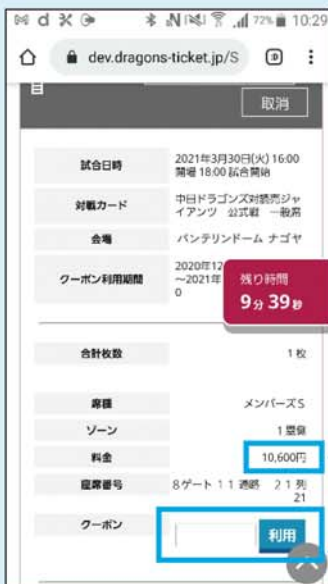 72% 10:29
dev.dragons-ticket.jp/S
取消
試合日時
2021年3月30日(火) 16:00
開場 18:00 試合開始
対戦カード
中日ドラゴンズ対読売ジャ
イアンツ 公式戦 一般席
会場
バンテリンドーム ナゴヤ
クーポン利用期間
2020年12
~2021年
0
残り時間
9分 39秒
合計枚数
1 枚
席種
メンバーズS
ゾーン
1塁側
料金
10,600円
座席番号
8ゲート 11 通路 21 列
21
クーポン
利用